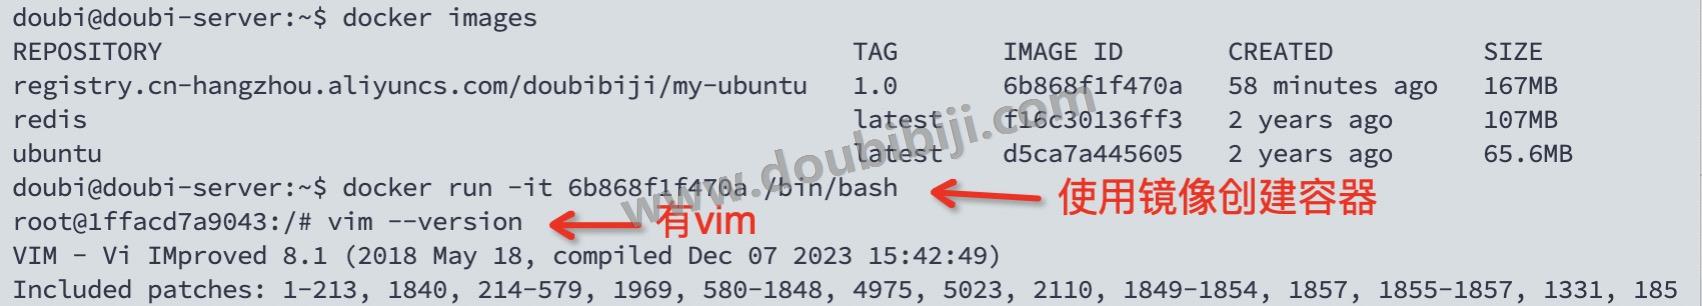 doubi@doubi-server:~$ docker images
REPOSITORY TAG IMAGE ID CREATED SIZE
registry.cn-hangzhou.aliyuncs.com/doubibiji/my-ubuntu 1.0 6b868f1f470a 58 minutes ago 167MB
redis latest f16c30136ff3 2 years ago 107MB
ubuntu latest d5ca7a445605 2 years ago 65.6MB
doubi@doubi-server:~$ docker run -it 6b868f1f470a /bin/bash 使用镜像创建容器
root@1ffacd7a9043:/# vim --version 有vim
VIM - Vi IMproved 8.1 (2018 May 18, compiled Dec 07 2023 15:42:49)
Included patches: 1-213, 1840, 214-579, 1969, 580-1848, 4975, 5023, 2110, 1849-1854, 1857, 1855-1857, 1331, 185
www.doubibiji.com